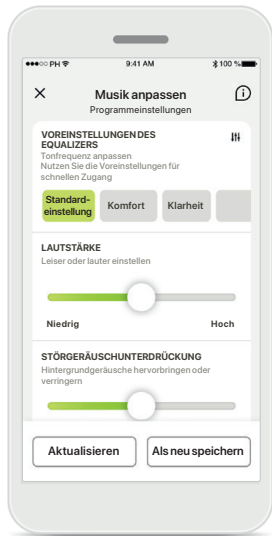 ●●●○○ PH 9:41 AM 100 %
Musik anpassen
Programmeinstellungen
VOREINSTELLUNGEN DES
EQUALIZERS
Tonfrequenz anpassen
Nutzen Sie die Voreinstellungen für
schnellen Zugang
Standard-
einstellung Komfort Klarheit
LAUTSTÄRKE
Leiser oder lauter einstellen
Niedrig Hoch
STÖRGERÄUSCHUNTERDRÜCKUNG
Hintergrundgeräusche hervorbringen oder
verringern
Aktualisieren Als neu speichern